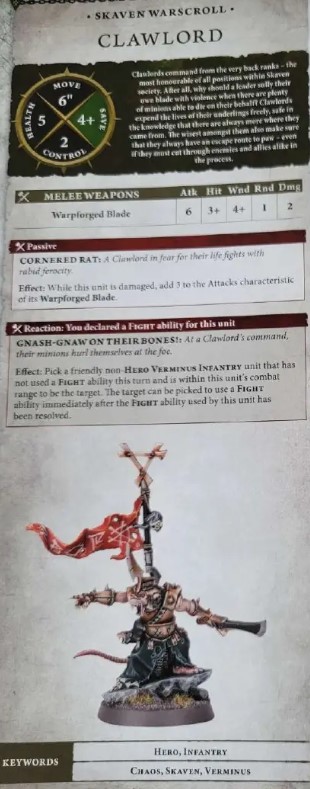 • SKAVEN WARSCROLL •
CLAWLORD
Clawlords command from the very back ranks – the
most honourable of all positions within Skaven
society. After all, why should a leader sully their
own blade with violence when there are plenty
of minions able to die on their behalf? Clawlords
expend the lives of their underlings freely, safe in
the knowledge that there are always more where they
came from. The wisest amongst them also make sure
that they always have an escape route to paw – even
if they must cut through enemies and allies alike in
the process.
MOVE
6"
HEALTH
5
4+
SAVE
2
CONTROL
MELEE WEAPONS Atk Hit Wnd Rnd Dmg
Warpforged Blade 6 3+ 4+ 1 2
Passive
CORNERED RAT: A Clawlord in fear for their life fights with
rabid ferocity.
Effect: While this unit is damaged, add 3 to the Attacks characteristic
of its Warpforged Blade.
Reaction: You declared a FIGHT ability for this unit
GNASH-GNAW ON THEIR BONES!: At a Clawlord's command,
their minions hurl themselves at the foe.
Effect: Pick a friendly non-HERO VERMINUS INFANTRY unit that has
not used a FIGHT ability this turn and is within this unit's combat
range to be the target. The target can be picked to use a FIGHT
ability immediately after the FIGHT ability used by this unit has
been resolved.
KEYWORDS
HERO, INFANTRY
CHAOS, SKAVEN, VERMINUS